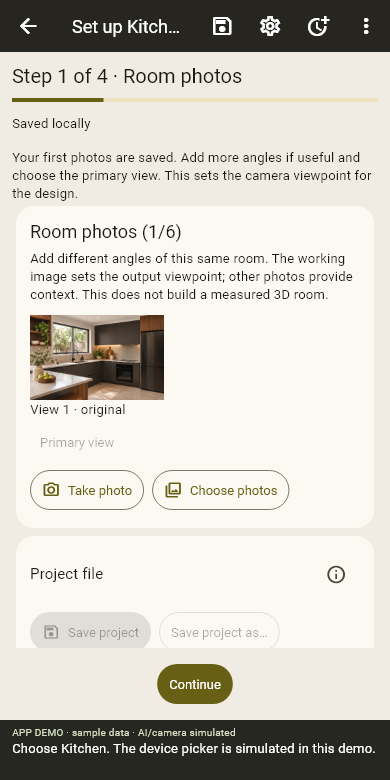 Set up Kitch...
Step 1 of 4 · Room photos
Saved locally
Your first photos are saved. Add more angles if useful and
choose the primary view. This sets the camera viewpoint for
the design.
Room photos (1/6)
Add different angles of this same room. The working
image sets the output viewpoint; other photos provide
context. This does not build a measured 3D room.
View 1 · original
Primary view
Take photo
Choose photos
Project file
Save project
Save project as...
Continue
APP DEMO · sample data · AI/camera simulated
Choose Kitchen. The device picker is simulated in this demo.